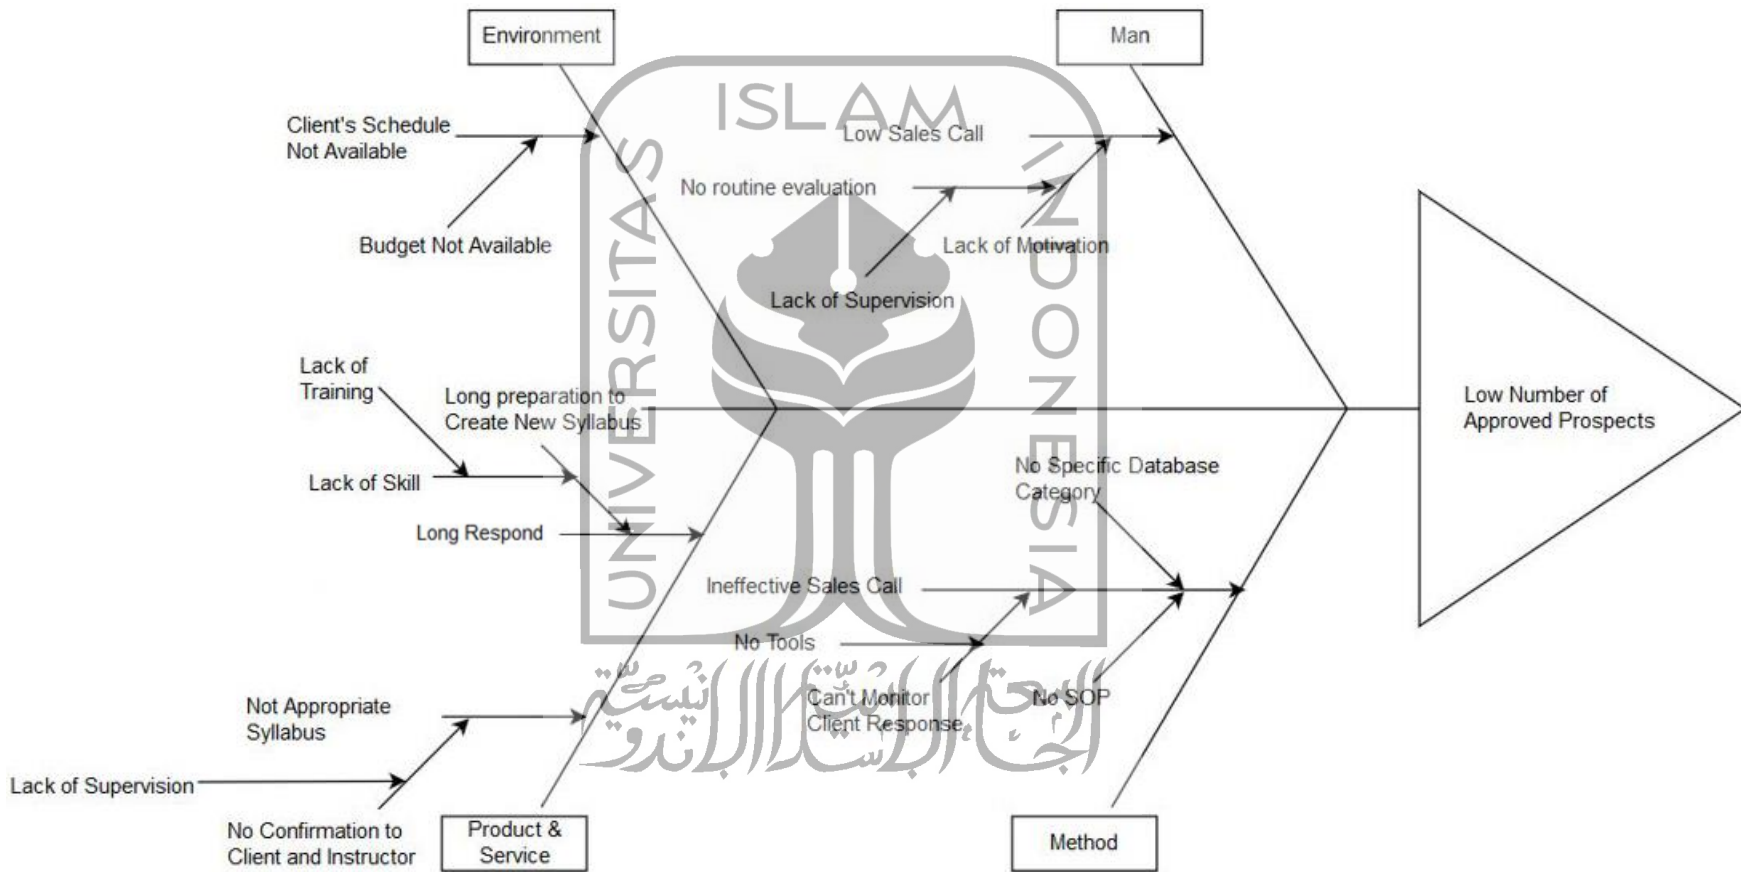 Environment
Man
ISLAM
UNIVERSITAS
INDONESIA
Client's Schedule
Not Available
Budget Not Available
Low Sales Call
No routine evaluation
Lack of Motivation
Lack of Supervision
Lack of
Training
Long preparation to
Create New Syllabus
Lack of Skill
Long Respond
Low Number of
Approved Prospects
No Specific Database
Category
Ineffective Sales Call
No Tools
Can't Monitor
Client Response
No SOP
Not Appropriate
Syllabus
Lack of Supervision
No Confirmation to
Client and Instructor
Product &
Service
Method